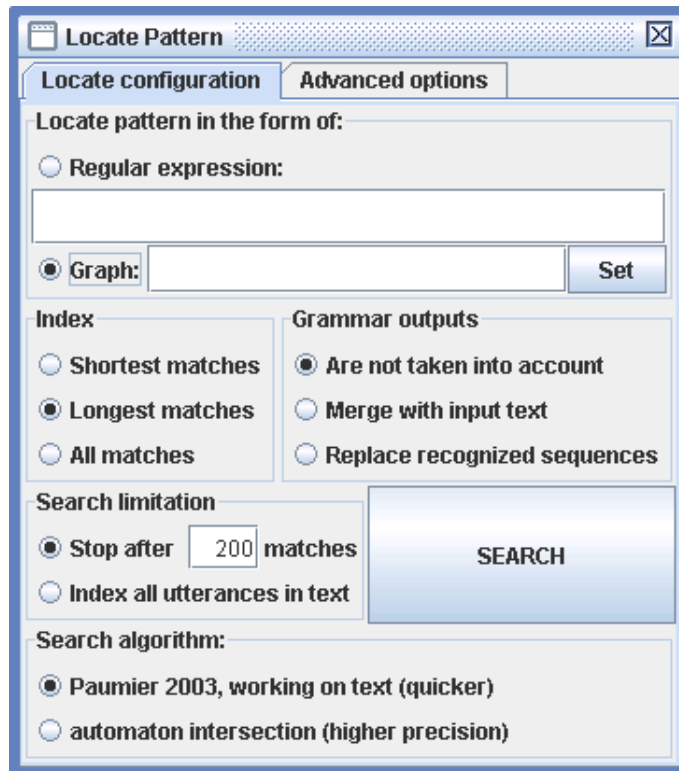 Locate Pattern
Locate configuration
Advanced options
Locate pattern in the form of:
Regular expression:
Graph:
Set
Index
Shortest matches
Longest matches
All matches
Grammar outputs
Are not taken into account
Merge with input text
Replace recognized sequences
Search limitation
Stop after 200 matches
Index all utterances in text
SEARCH
Search algorithm:
Paumier 2003, working on text (quicker)
automaton intersection (higher precision)